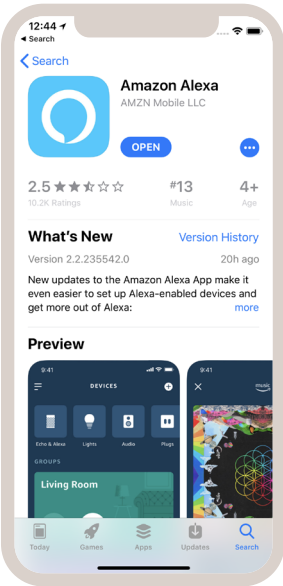 12:44
Search
Search
Amazon Alexa
AMZN Mobile LLC
OPEN
2.5
#13
4+
10.2K Ratings
Music
Age
What's New
Version History
Version 2.2.235542.0
20h ago
New updates to the Amazon Alexa App make it
even easier to set up Alexa-enabled devices and
get more out of Alexa:
more
Preview
9:41
9:41
DEVICES
music
Echo & Alexa
Lights
Audio
Plugs
GROUPS
Living Room
Today
Games
Apps
Updates
Search